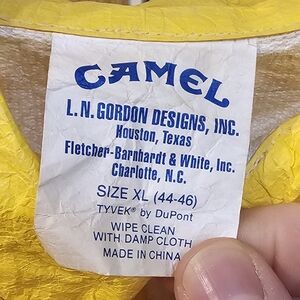 CAMEL
L.N. GORDON DESIGNS, INC.
Houston, Texas
Fletcher-Barnhardt & White, Inc.
Charlotte, N.C.
SIZE XL (44-46)
TYVEK® by DuPont
WIPE CLEAN
WITH DAMP CLOTH
MADE IN CHINA